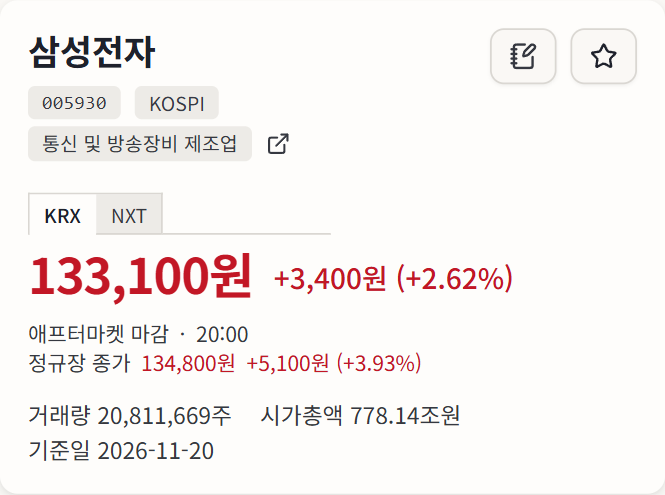 삼성전자
005930 KOSPI
통신 및 방송장비 제조업
KRX NXT
133,100원 +3,400원 (+2.62%)
애프터마켓 마감 · 20:00
정규장 종가 134,800원 +5,100원 (+3.93%)
거래량 20,811,669주 시가총액 778.14조원
기준일 2026-11-20